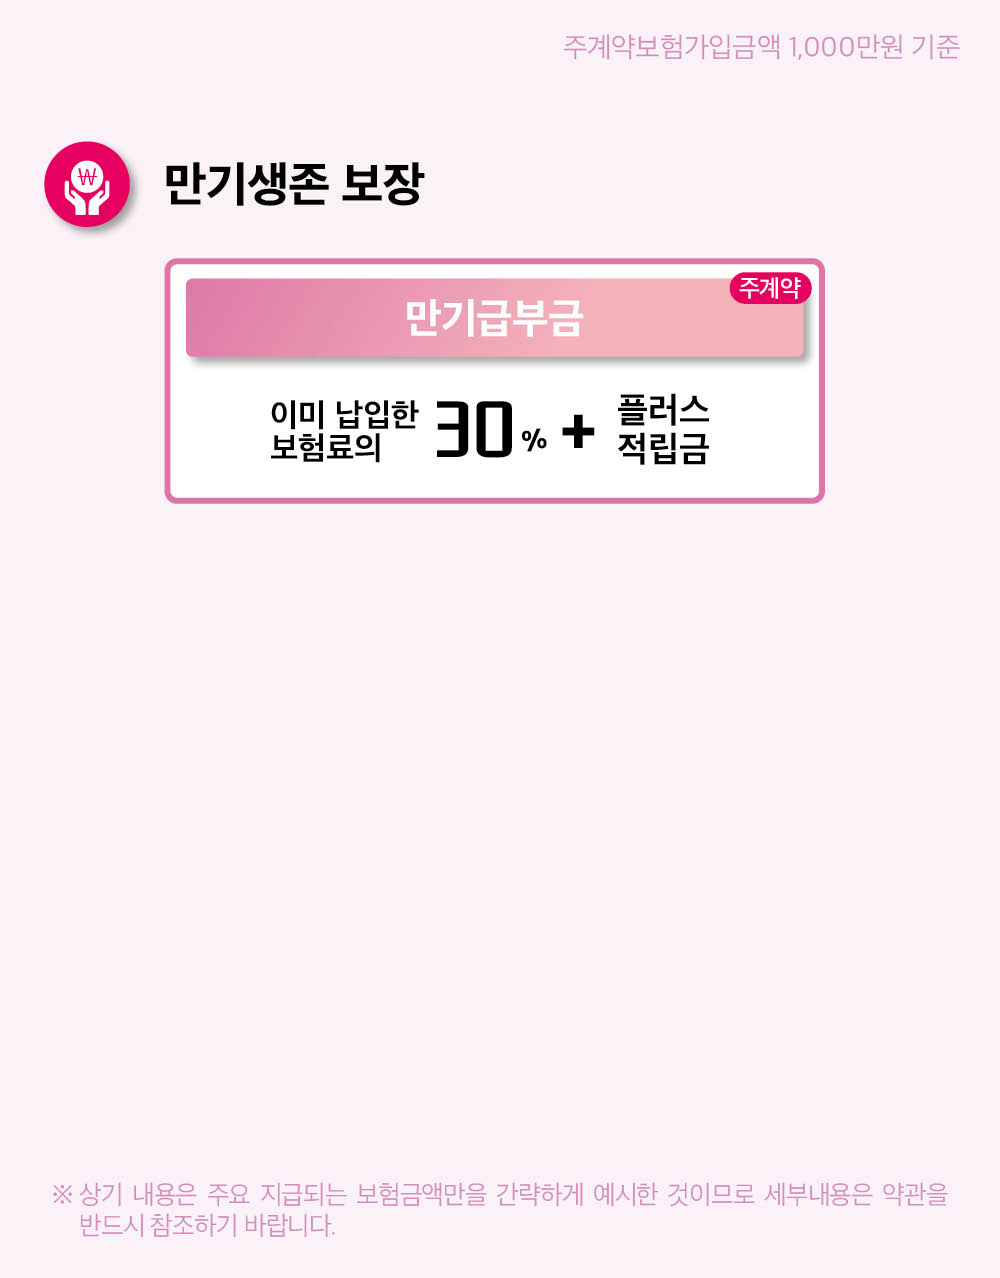 주계약보험가입금액 1,000만원 기준
₩
만기생존 보장
주계약
만기급부금
이미 납입한
보험료의
30% +
플러스
적립금
※ 상기 내용은 주요 지급되는 보험금액만을 간략하게 예시한 것이므로 세부내용은 약관을
반드시 참조하기 바랍니다.